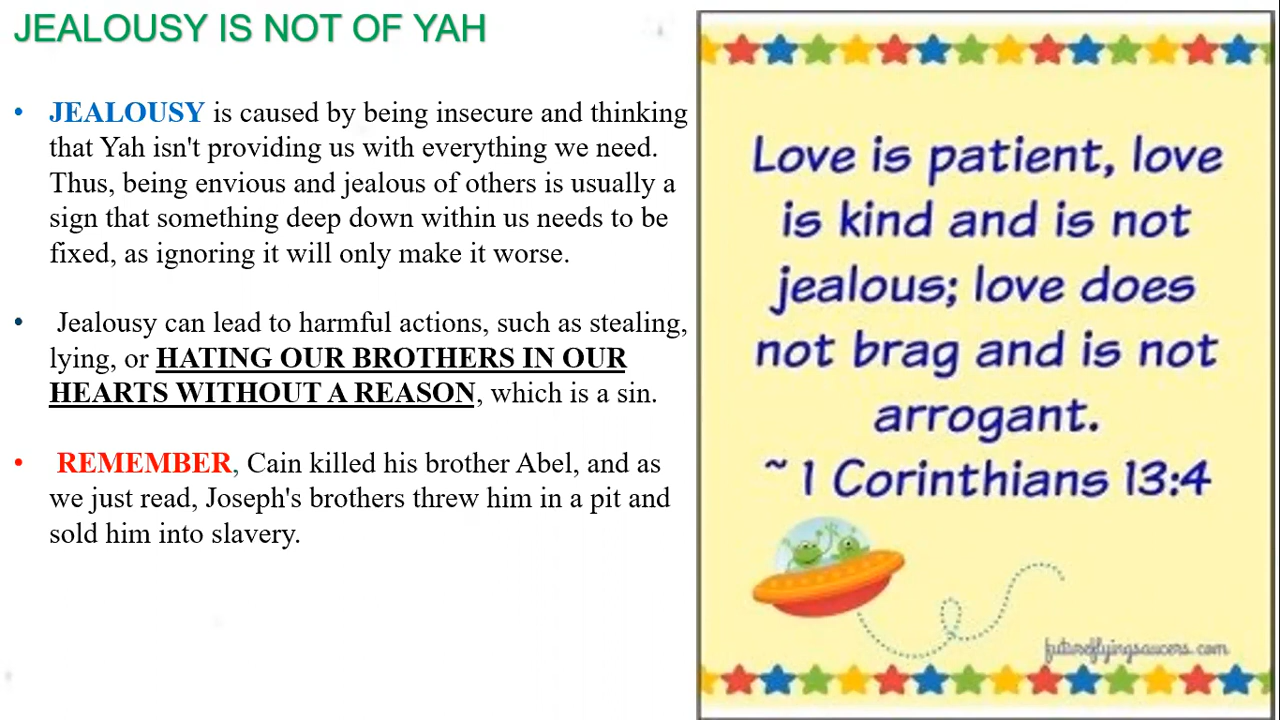 JEALOUSY IS NOT OF YAH
• JEALOUSY is caused by being insecure and thinking
that Yah isn't providing us with everything we need.
Thus, being envious and jealous of others is usually a
sign that something deep down within us needs to be
fixed, as ignoring it will only make it worse.
• Jealousy can lead to harmful actions, such as stealing,
lying, or HATING OUR BROTHERS IN OUR
HEARTS WITHOUT A REASON, which is a sin.
• REMEMBER, Cain killed his brother Abel, and as
we just read, Joseph's brothers threw him in a pit and
sold him into slavery.
Love is patient, love
is kind and is not
jealous; love does
not brag and is not
arrogant.
~ 1 Corinthians 13:4
futureflyingsaucers.com